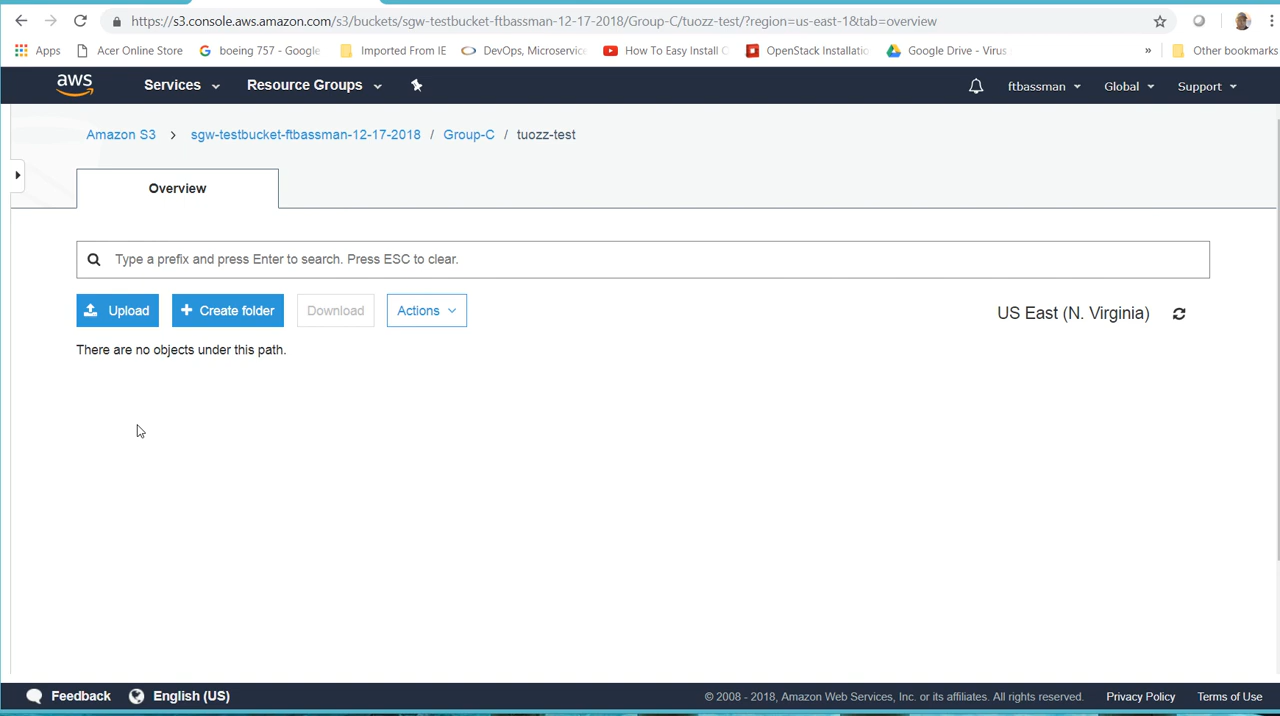 https://s3.console.aws.amazon.com/s3/buckets/sgw-testbucket-ftbassman-12-17-2018/Group-C/tuozz-test/?region=us-east-1&tab=overview
Apps Acer Online Store boeing 757 - Google Imported From IE DevOps, Microservice How To Easy Install OpenStack Installatio Google Drive - Virus » Other bookmarks
aws Services Resource Groups ftbassman Global Support
Amazon S3 > sgw-testbucket-ftbassman-12-17-2018 / Group-C / tuozz-test
Overview
Type a prefix and press Enter to search. Press ESC to clear.
Upload + Create folder Download Actions US East (N. Virginia)
There are no objects under this path.
Feedback English (US) © 2008 - 2018, Amazon Web Services, Inc. or its affiliates. All rights reserved. Privacy Policy Terms of Use